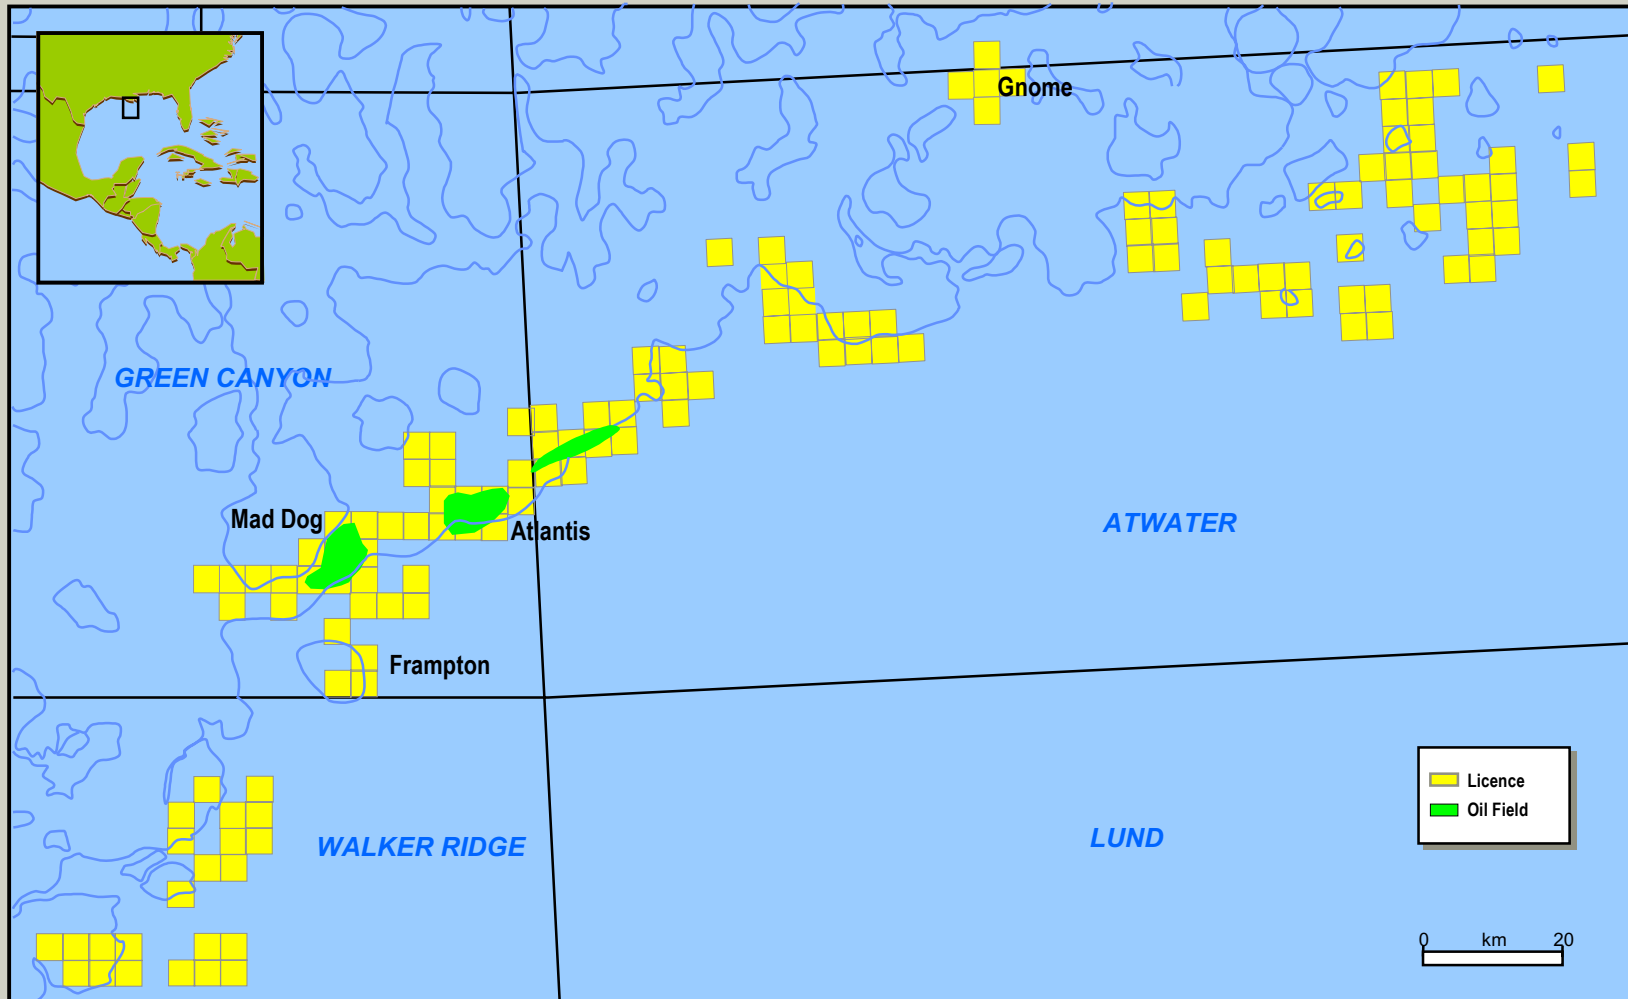 Gnome
GREEN CANYON
Mad Dog
Atlantis
ATWATER
Frampton
WALKER RIDGE
LUND
Licence
Oil Field
0 km 20